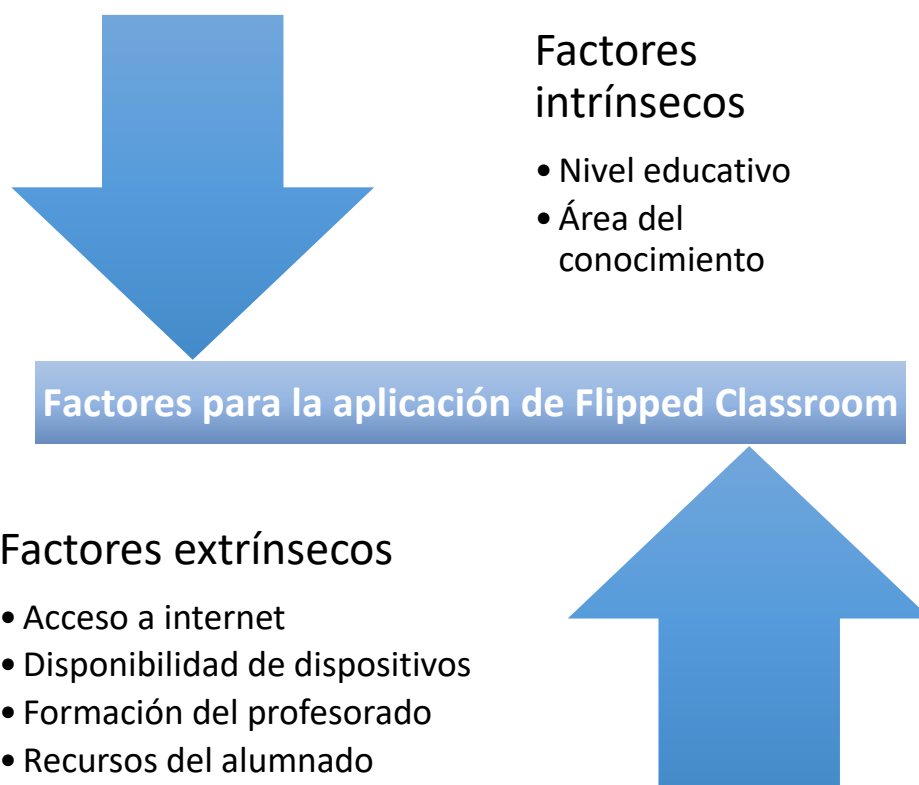 Factores
intrínsecos
• Nivel educativo
• Área del
conocimiento
Factores para la aplicación de Flipped Classroom
Factores extrínsecos
• Acceso a internet
• Disponibilidad de dispositivos
• Formación del profesorado
• Recursos del alumnado